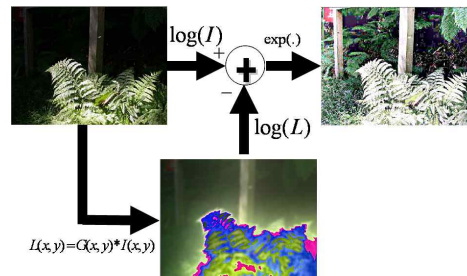 log(I)
+
exp(.)
+
−
log(L)
L(x,y)=G(x,y)*I(x,y)